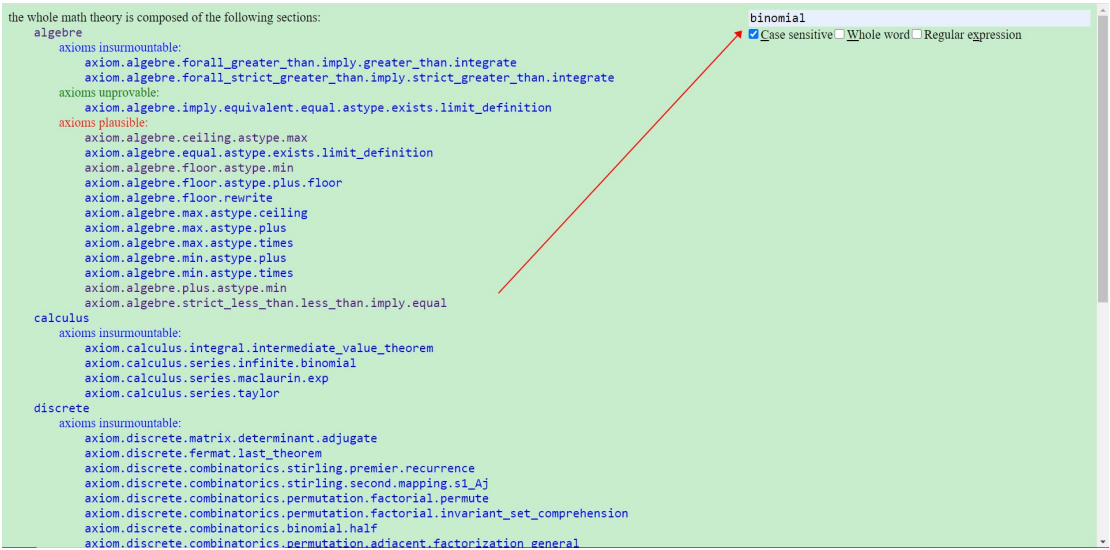 the whole math theory is composed of the following sections:
binomial
Case sensitive Whole word Regular expression
algebre
axioms insurmountable:
axiom.algebre.forall_greater_than.imply.greater_than.integrate
axiom.algebre.forall_strict_greater_than.imply.strict_greater_than.integrate
axioms unprovable:
axiom.algebre.imply.equivalent.equal.astype.exists.limit_definition
axioms plausible:
axiom.algebre.ceiling.astype.max
axiom.algebre.equal.astype.exists.limit_definition
axiom.algebre.floor.astype.min
axiom.algebre.floor.astype.plus.floor
axiom.algebre.floor.rewrite
axiom.algebre.max.astype.ceiling
axiom.algebre.max.astype.plus
axiom.algebre.max.astype.times
axiom.algebre.min.astype.plus
axiom.algebre.min.astype.times
axiom.algebre.plus.astype.min
axiom.algebre.strict_less_than.less_than.imply.equal
calculus
axioms insurmountable:
axiom.calculus.integral.intermediate_value_theorem
axiom.calculus.series.infinite.binomial
axiom.calculus.series.maclaurin.exp
axiom.calculus.series.taylor
discrete
axioms insurmountable:
axiom.discrete.matrix.determinant.adjugate
axiom.discrete.fermat.last_theorem
axiom.discrete.combinatorics.stirling.premier.recurrence
axiom.discrete.combinatorics.stirling.second.mapping.s1_Aj
axiom.discrete.combinatorics.permutation.factorial.permute
axiom.discrete.combinatorics.permutation.factorial.invariant_set_comprehension
axiom.discrete.combinatorics.binomial.half
axiom.discrete.combinatorics.permutation.adjacent.factorization_general